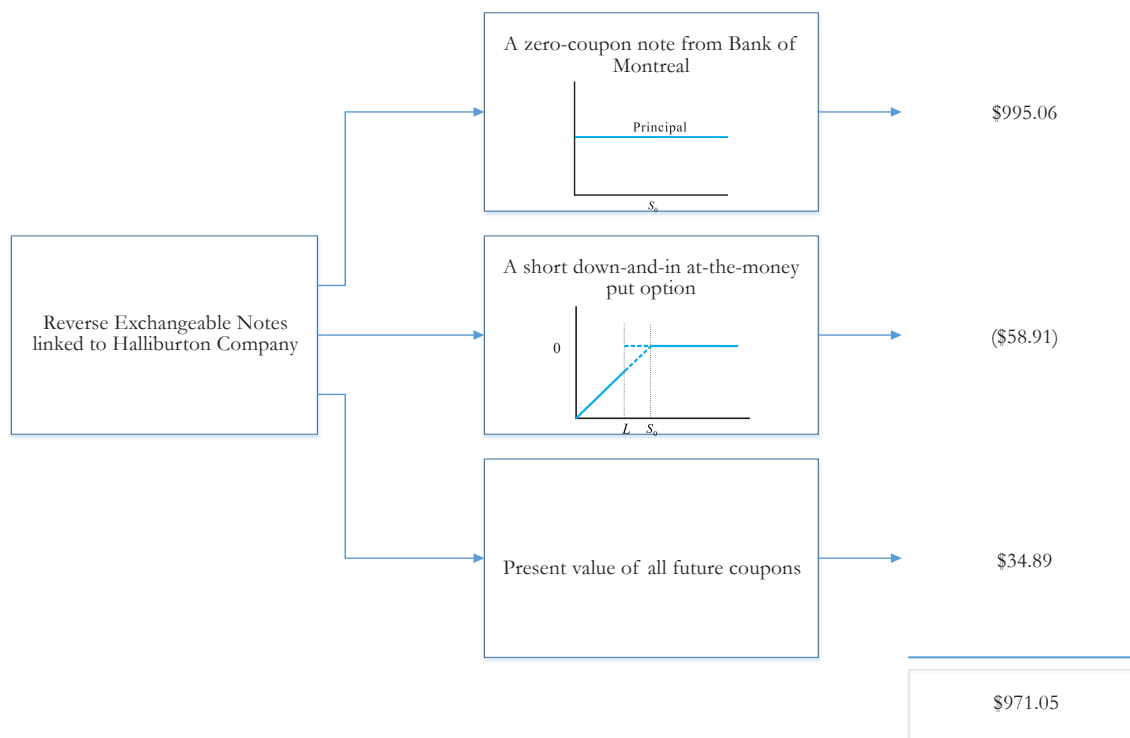 A zero-coupon note from Bank of
Montreal
Principal
S₀
$995.06
Reverse Exchangeable Notes
linked to Halliburton Company
A short down-and-in at-the-money
put option
0
L S₀
($58.91)
Present value of all future coupons
$34.89
$971.05